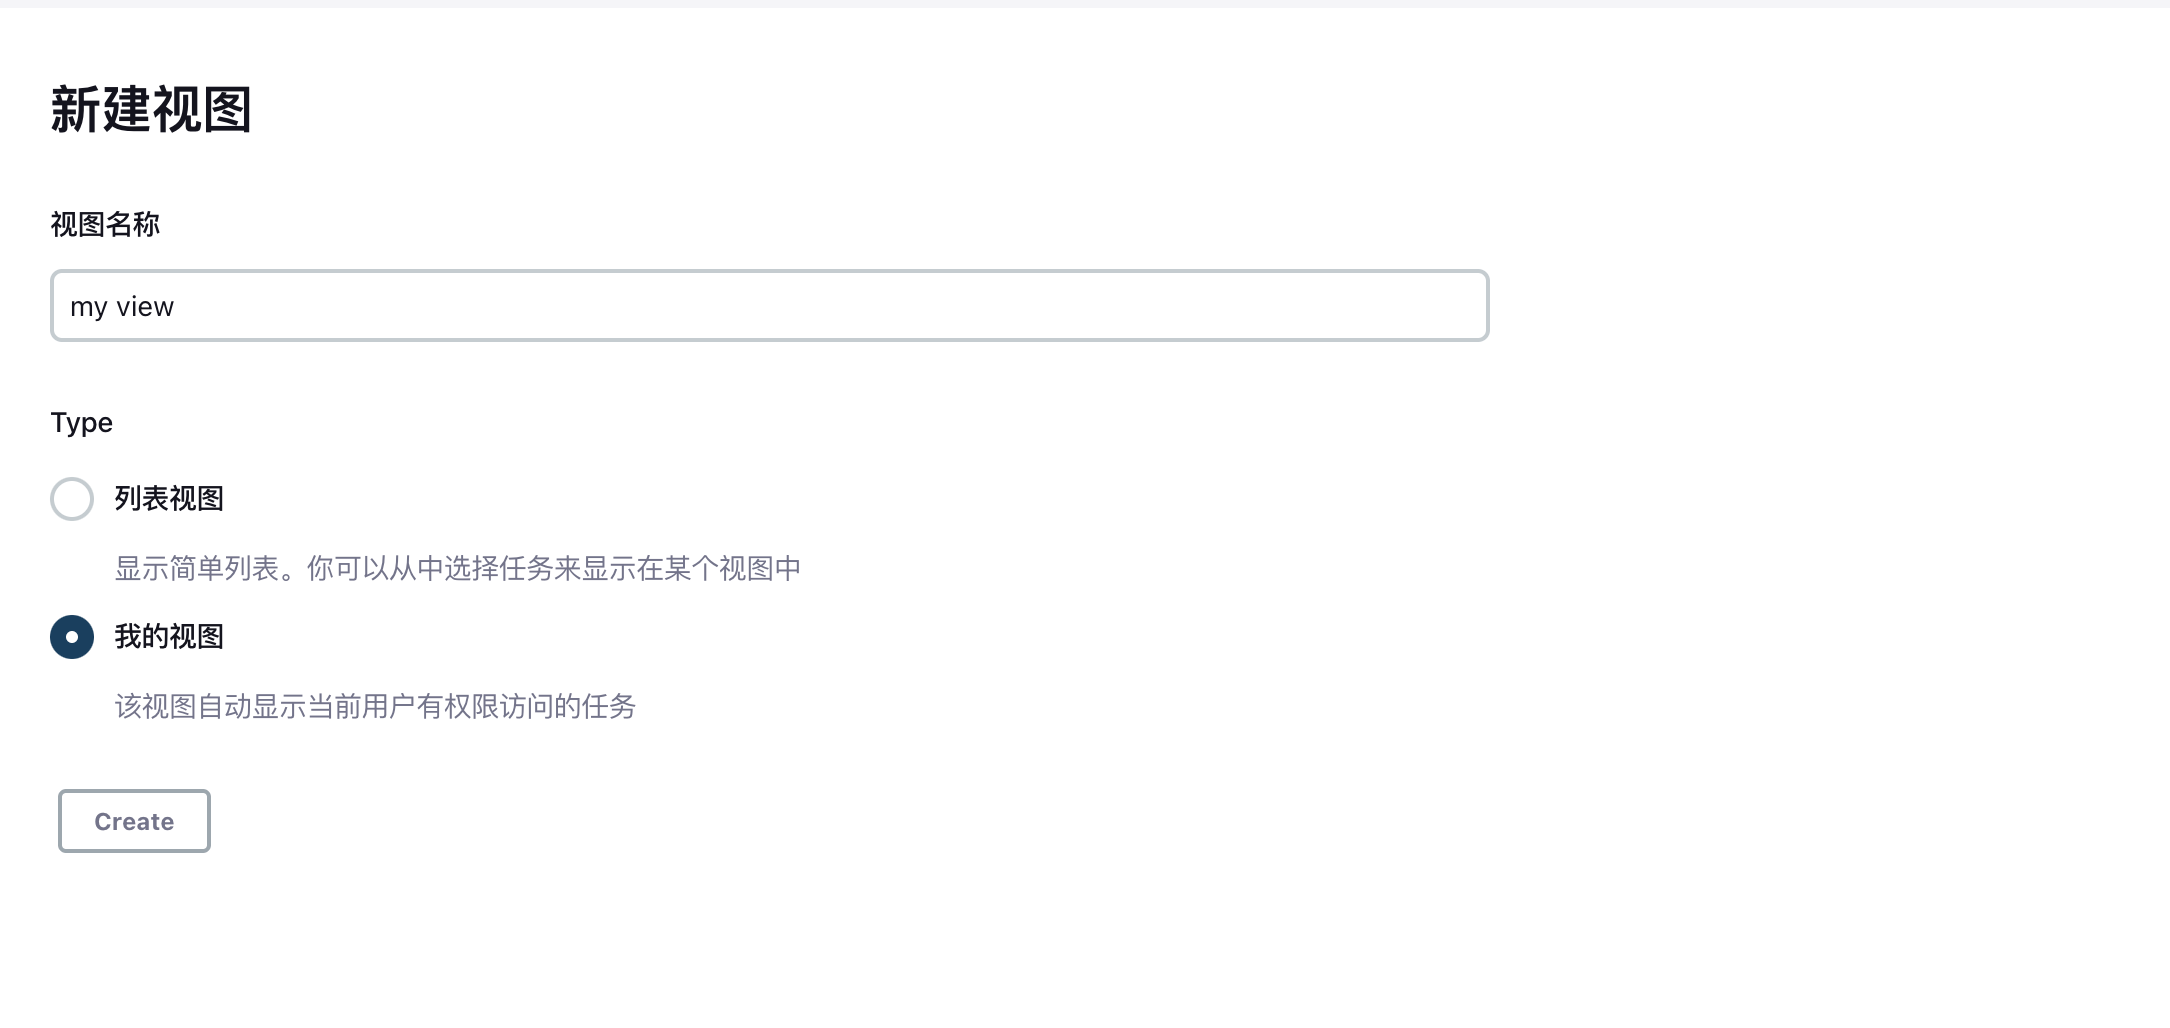 新建视图
视图名称
my view
Type
列表视图
显示简单列表。你可以从中选择任务来显示在某个视图中
我的视图
该视图自动显示当前用户有权限访问的任务
Create